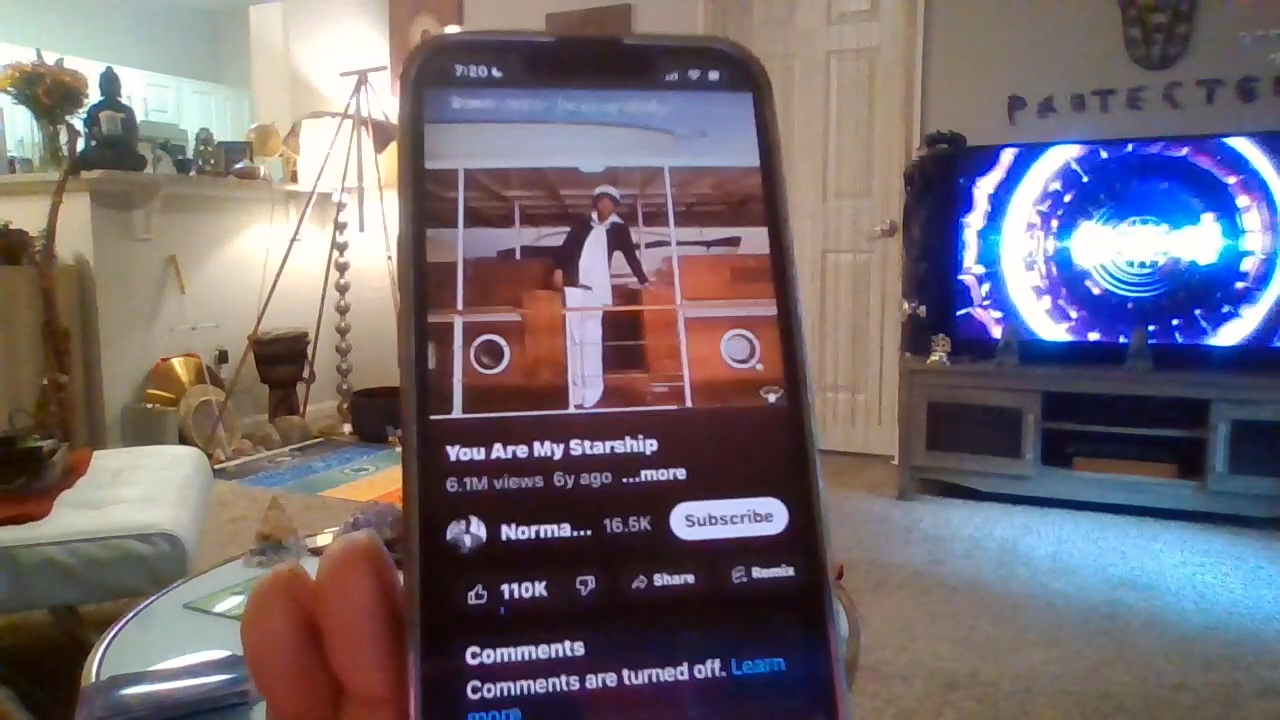 7:20
PROTECTE
You Are My Starship
6.1M views 6y ago ...more
Norma... 16.5K Subscribe
110K Share Remix
Comments
Comments are turned off. Learn
more